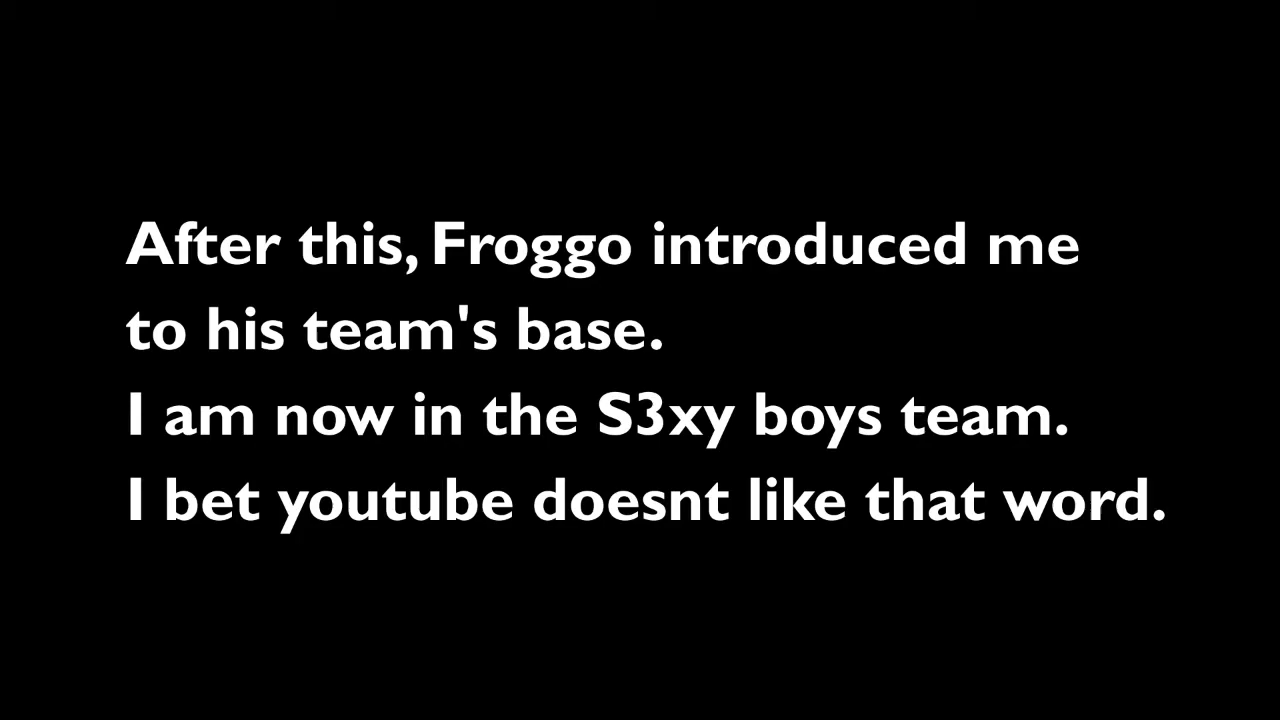 After this, Froggo introduced me
to his team's base.
I am now in the S3xy boys team.
I bet youtube doesnt like that word.